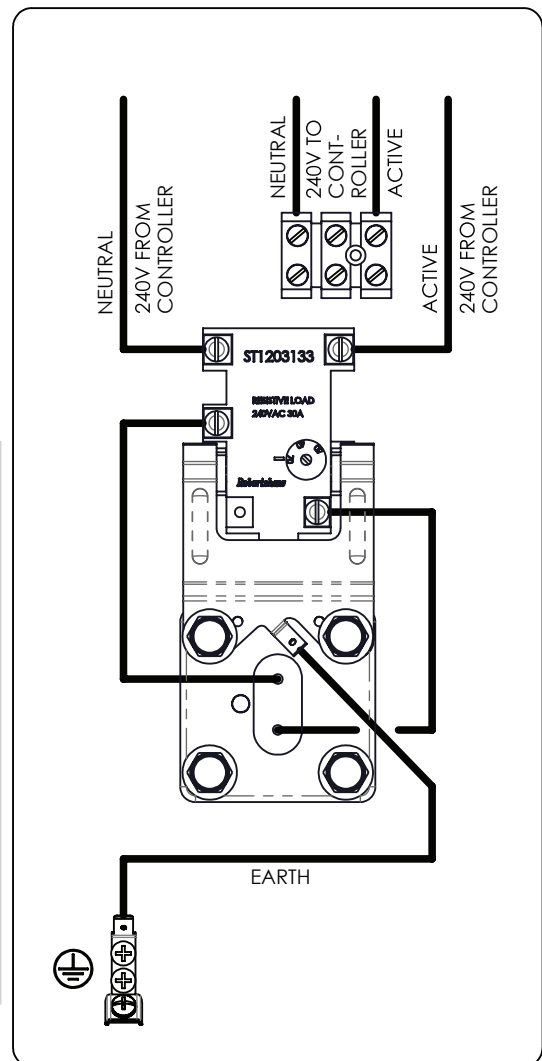 NEUTRAL
240V FROM
CONTROLLER
NEUTRAL
240V TO
CONT-
ROLLER
ACTIVE
ACTIVE
240V FROM
CONTROLLER
ST1203133
RESISTIVE LOAD
240VAC 30A
Robertshaw
EARTH